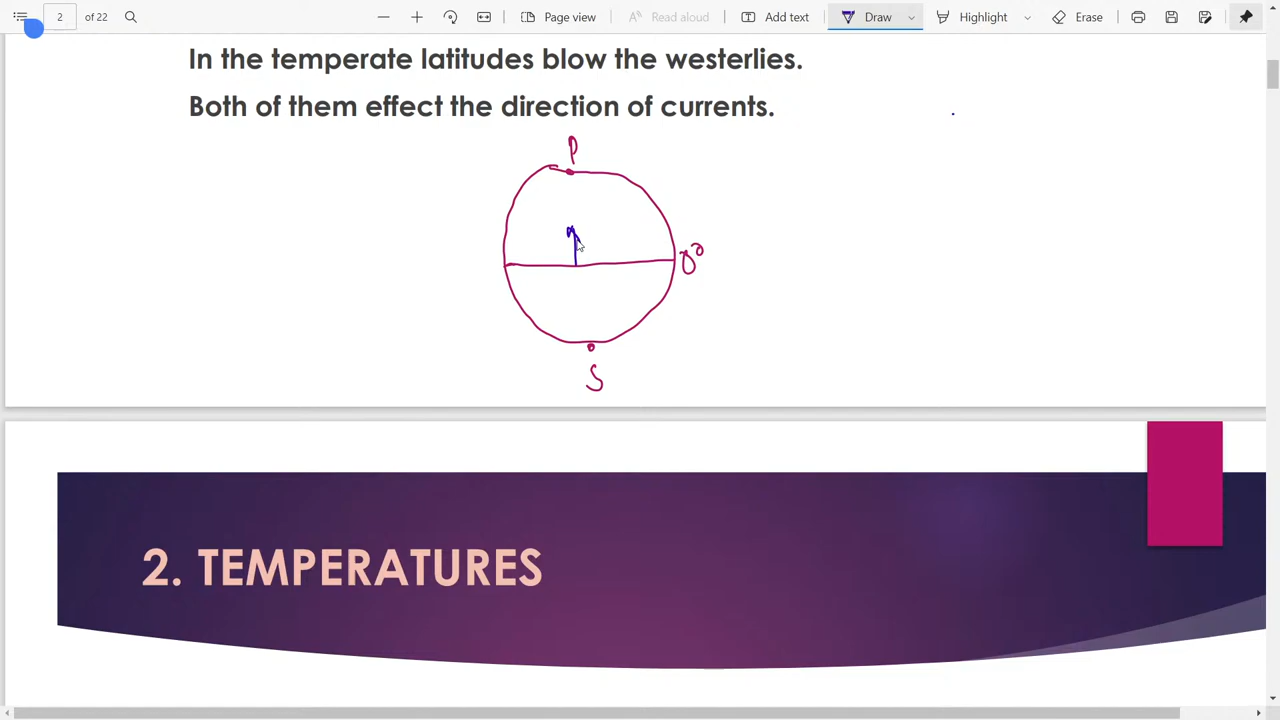 2 of 22 Page view Read aloud Add text Draw Highlight Erase
In the temperate latitudes blow the westerlies.
Both of them effect the direction of currents.
P
0°
S
2. TEMPERATURES